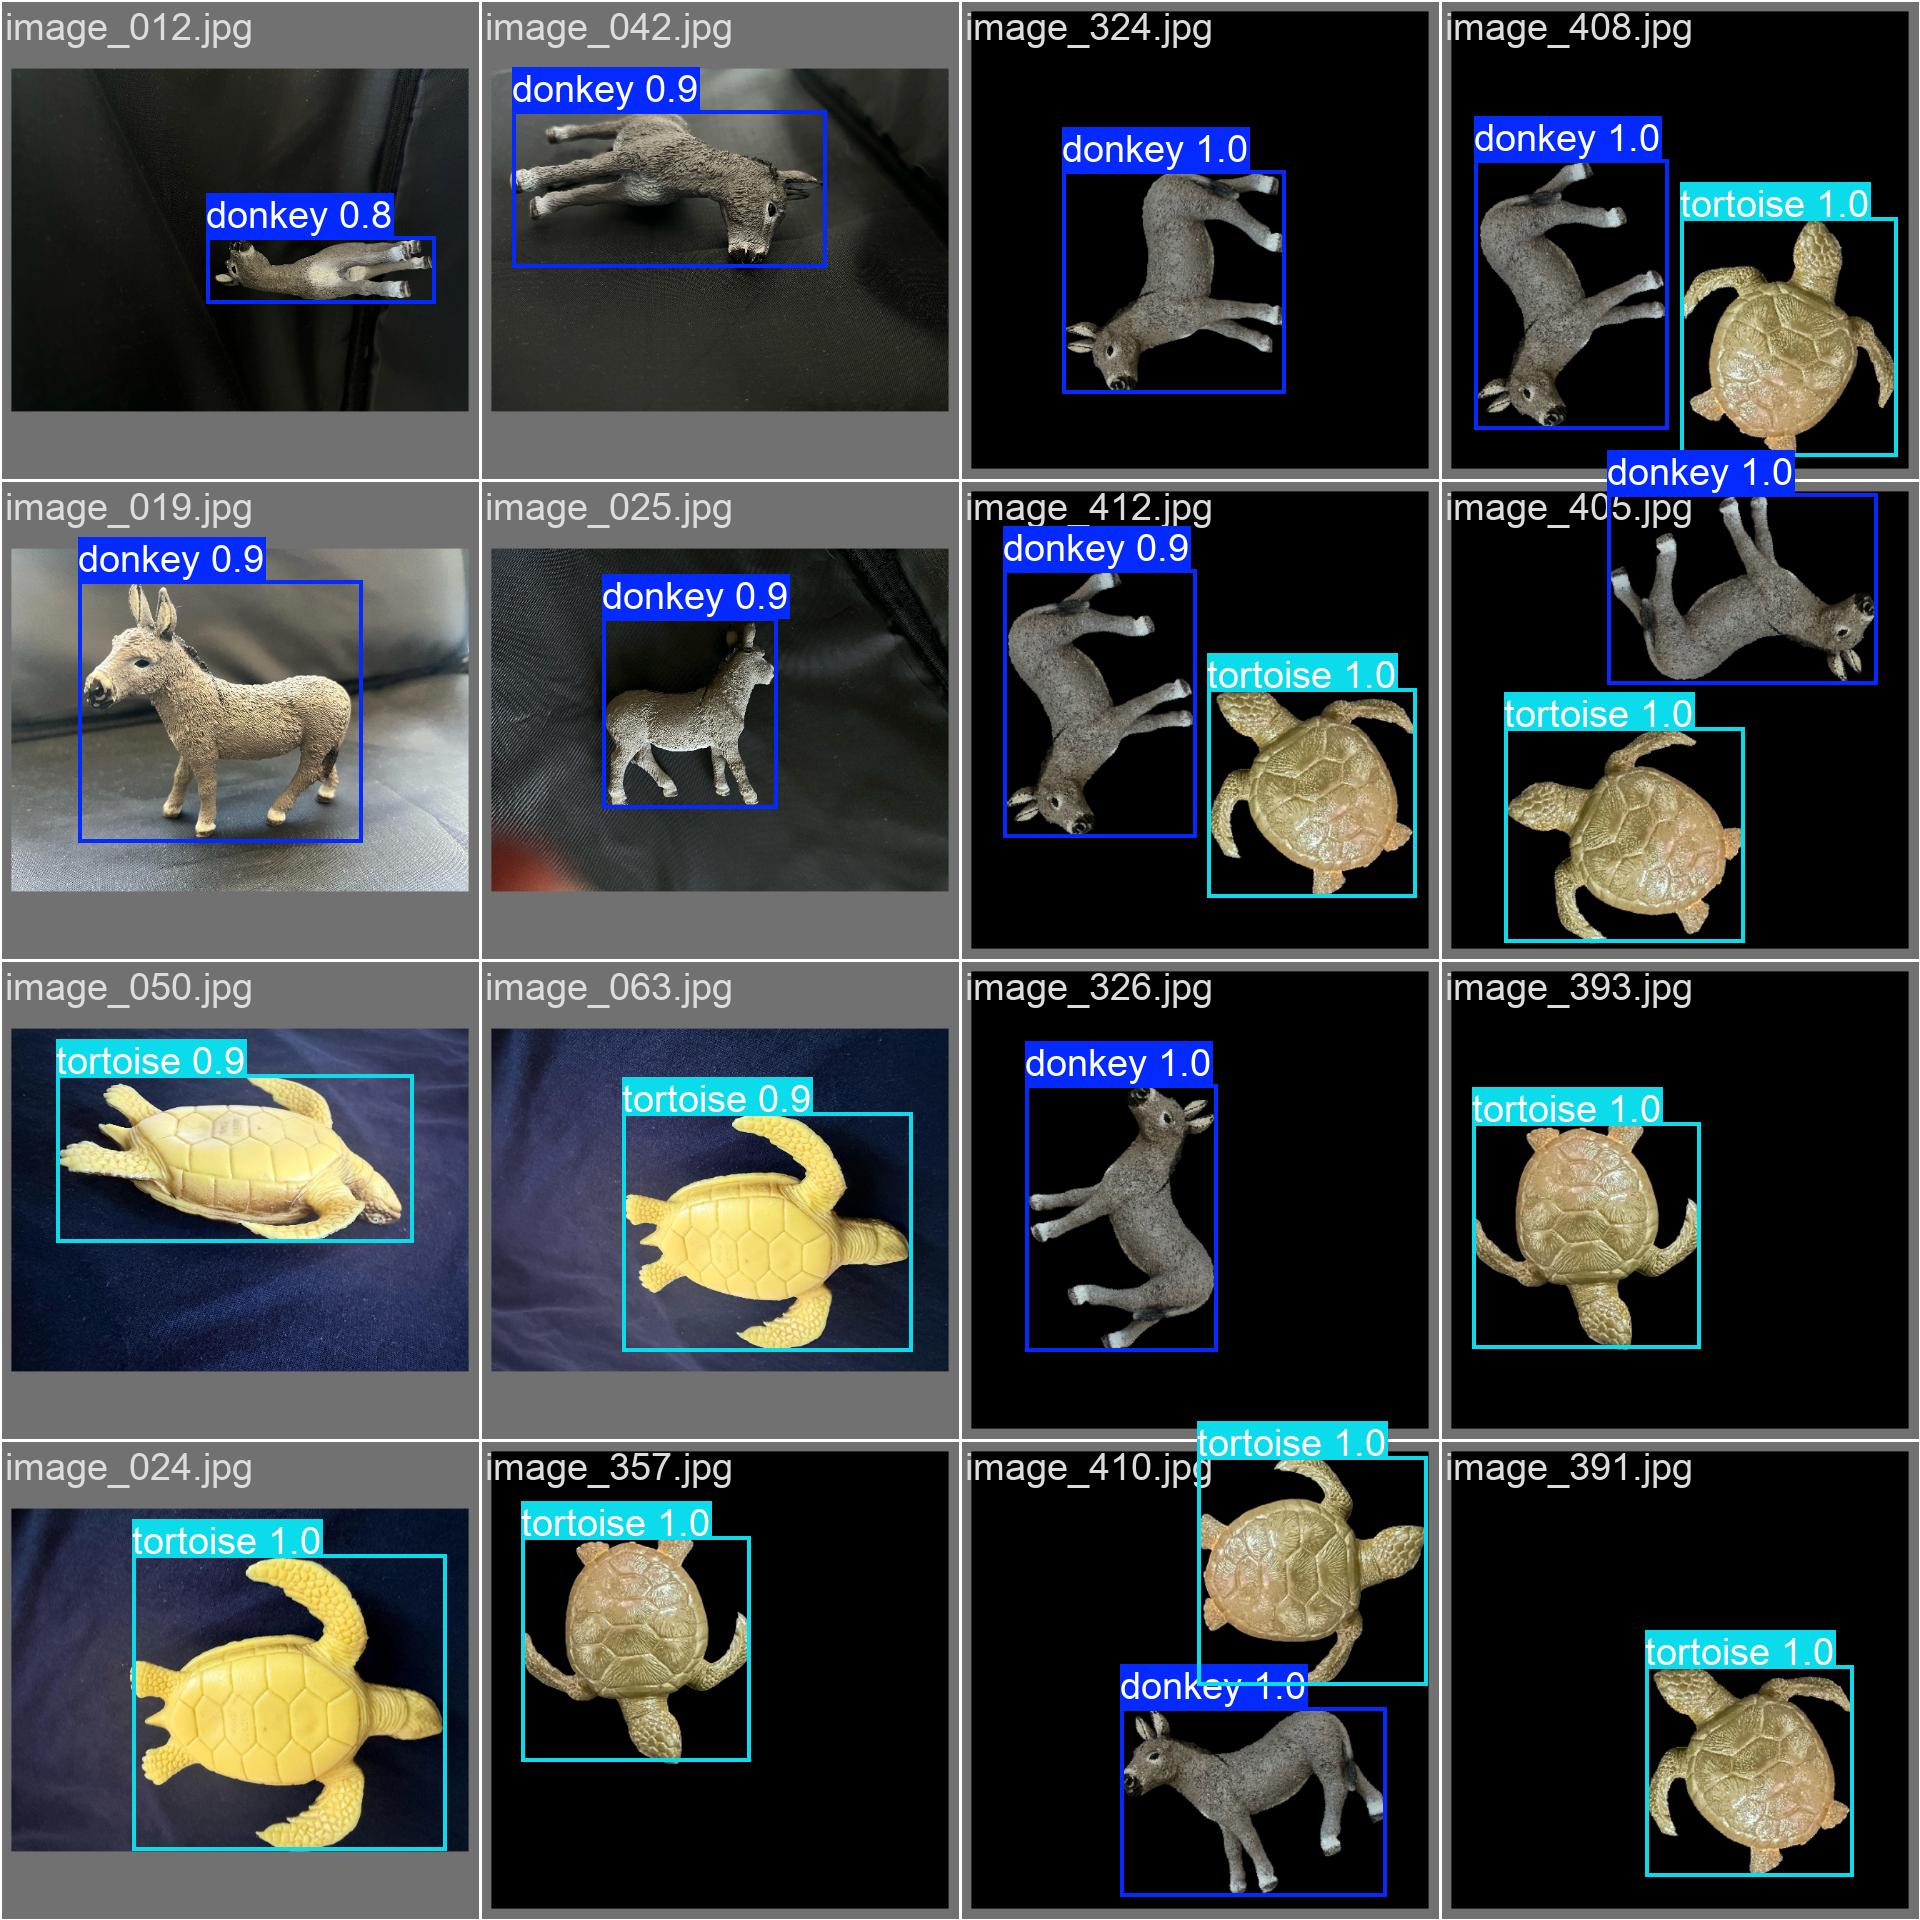 image_012.jpg
donkey 0.8
image_042.jpg
donkey 0.9
image_324.jpg
donkey 1.0
image_408.jpg
donkey 1.0
tortoise 1.0
image_019.jpg
donkey 0.9
image_025.jpg
donkey 0.9
image_412.jpg
donkey 0.9
tortoise 1.0
image_405.jpg
donkey 1.0
tortoise 1.0
image_050.jpg
tortoise 0.9
image_063.jpg
tortoise 0.9
image_326.jpg
donkey 1.0
image_393.jpg
tortoise 1.0
image_024.jpg
tortoise 1.0
image_357.jpg
tortoise 1.0
image_410.jpg
tortoise 1.0
donkey 1.0
image_391.jpg
tortoise 1.0